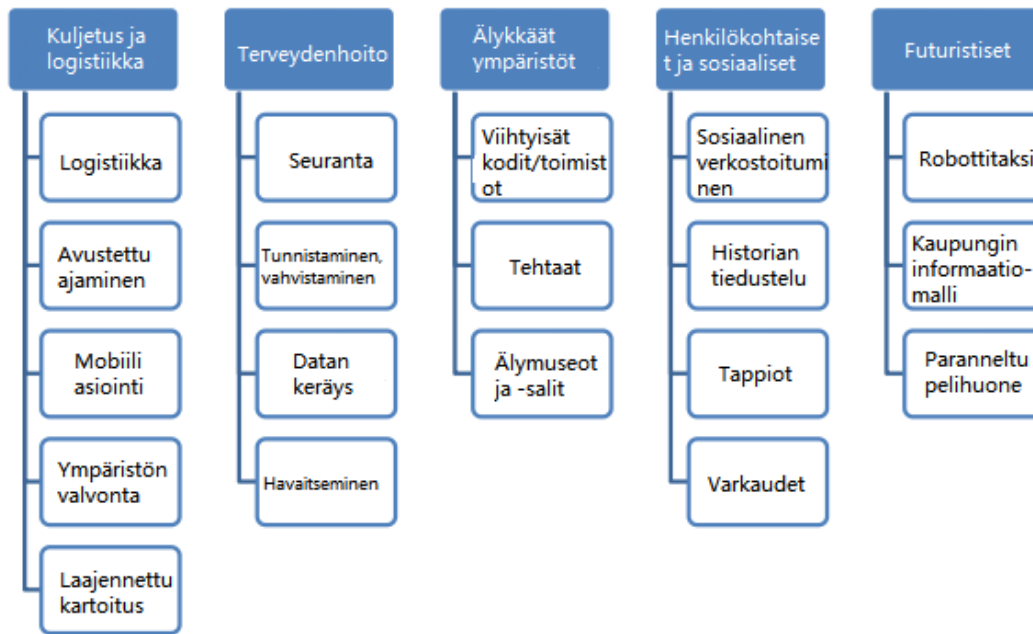 Kuljetus ja
logistiikka
Logistiikka
Avustettu
ajaminen
Mobiili
asiointi
Ympäristön
valvonta
Laajennettu
kartoitus
Terveydenhoito
Seuranta
Tunnistaminen,
vahvistaminen
Datan
keräys
Havaitseminen
Älykkäät
ympäristöt
Viihtyisät
kodit/toimist
ot
Tehtaat
Älymuseot
ja -salit
Henkilökohtaise
t ja sosiaaliset
Sosiaalinen
verkostoitumi
nen
Historian
tiedustelu
Tappiot
Varkaudet
Futuristiset
Robottitaksi
Kaupungin
informaatio-
malli
Paranneltu
pelihuone